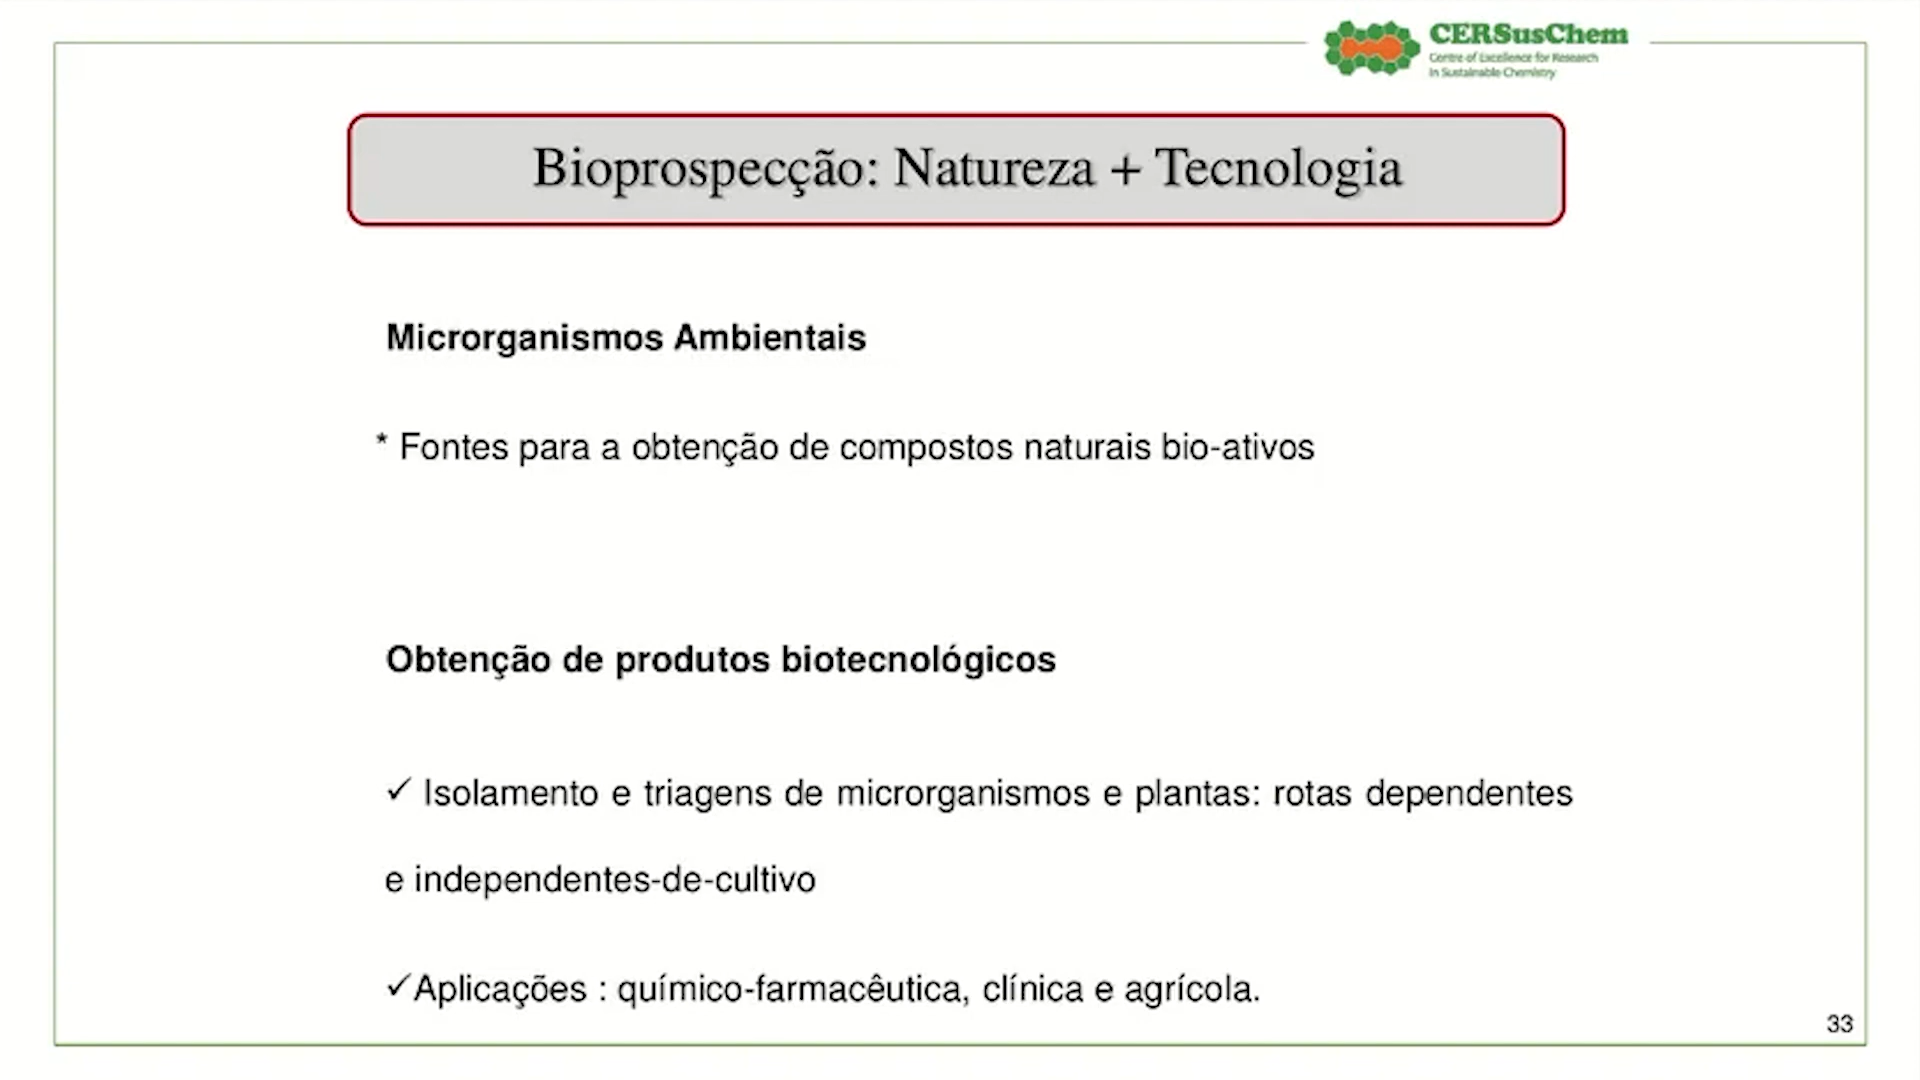 CERSusChem
Centre of Excellence for Research
in Sustainable Chemistry
Bioprospecção: Natureza + Tecnologia
Microrganismos Ambientais
* Fontes para a obtenção de compostos naturais bio-ativos
Obtenção de produtos biotecnológicos
✓ Isolamento e triagens de microrganismos e plantas: rotas dependentes
e independentes-de-cultivo
✓Aplicações : químico-farmacêutica, clínica e agrícola.
33